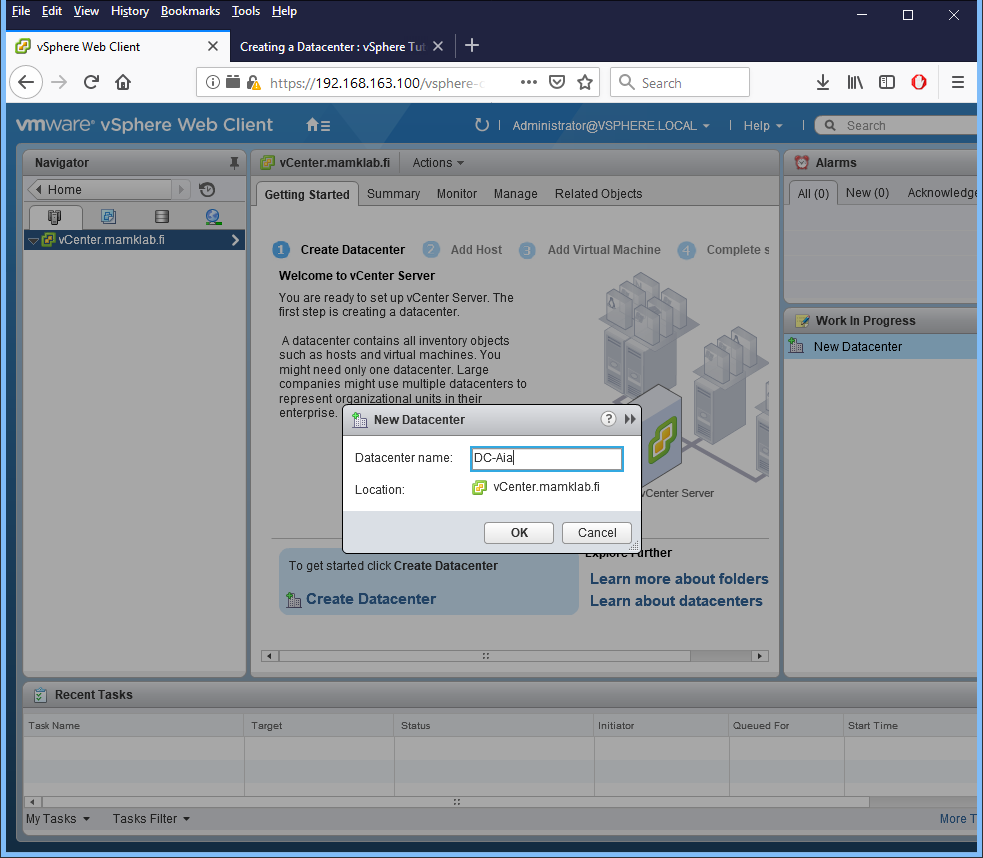 File Edit View History Bookmarks Tools Help
vSphere Web Client
Creating a Datacenter : vSphere Tut
https://192.168.163.100/vsphere-c
Search
vmware® vSphere Web Client
Administrator@VSPHERE.LOCAL
Help
Search
Navigator
Home
vCenter.mamklab.fi
vCenter.mamklab.fi
Actions
Getting Started Summary Monitor Manage Related Objects
1 Create Datacenter 2 Add Host 3 Add Virtual Machine 4 Complete s
Welcome to vCenter Server
You are ready to set up vCenter Server. The
first step is creating a datacenter.
A datacenter contains all inventory objects
such as hosts and virtual machines. You
might need only one datacenter. Large
companies might use multiple datacenters to
represent organizational units in their
enterprise.
vCenter Server
New Datacenter
?
Datacenter name: DC-Aia
Location: vCenter.mamklab.fi
OK Cancel
To get started click Create Datacenter
Create Datacenter
Explore Further
Learn more about folders
Learn about datacenters
Alarms
All (0) New (0) Acknowledge
Work In Progress
New Datacenter
Recent Tasks
Task Name Target Status Initiator Queued For Start Time
My Tasks Tasks Filter More T